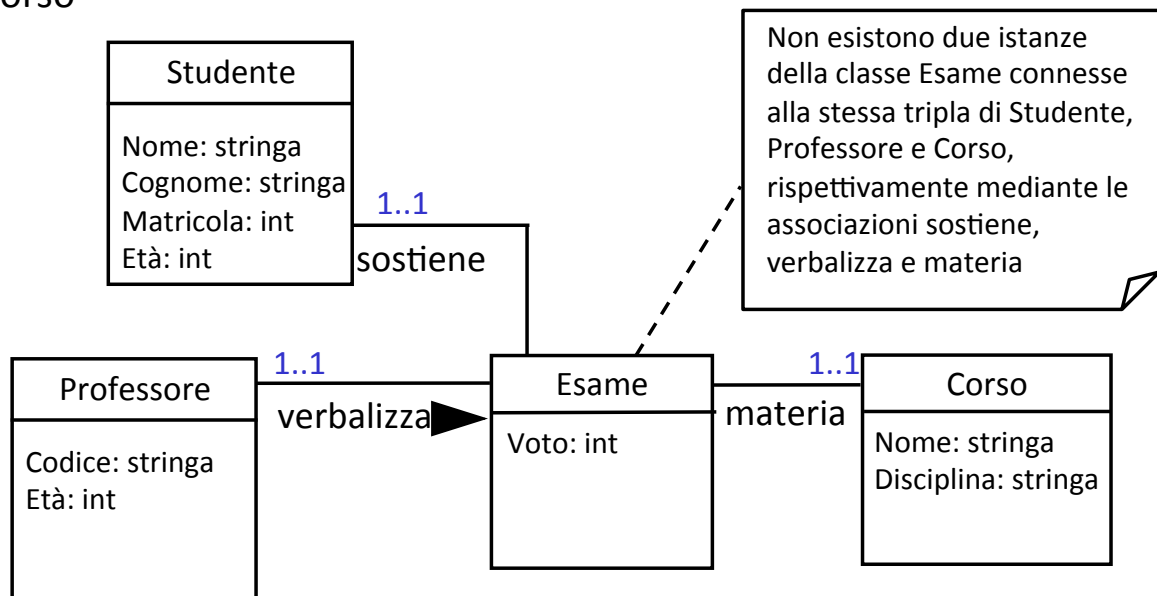 Studente
Nome: stringa
Cognome: stringa
Matricola: int
Età: int
1..1
sostiene
Non esistono due istanze
della classe Esame connesse
alla stessa tripla di Studente,
Professore e Corso,
rispettivamente mediante le
associazioni sostiene,
verbalizza e materia
Professore
Codice: stringa
Età: int
1..1
verbalizza
Esame
Voto: int
1..1
materia
Corso
Nome: stringa
Disciplina: stringa